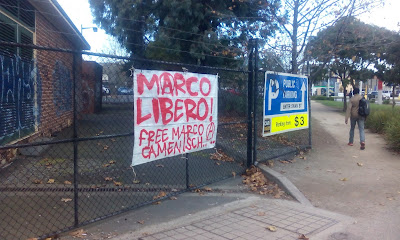 MARCO
LIBERO!
FREE MARCO
CAMENISCH..
P
PUBLIC
PARKING
$3